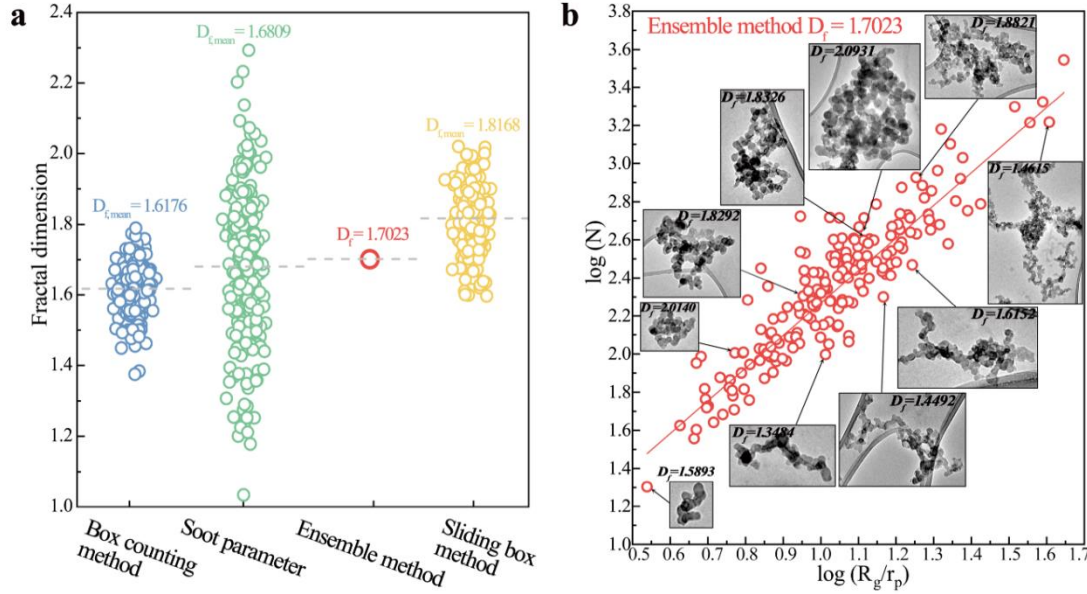 a
2.4
2.2
2.0
1.8
1.6
1.4
1.2
1.0
Fractal dimension
D_{f,mean} = 1.6176
D_{f,mean} = 1.6809
D_f = 1.7023
D_{f,mean} = 1.8168
Box counting
method
Soot parameter
Ensemble method
Sliding box
method
b
Ensemble method D_f = 1.7023
4.0
3.8
3.6
3.4
3.2
3.0
2.8
2.6
2.4
2.2
2.0
1.8
1.6
1.4
1.2
1.0
log (N)
D_f=1.8821
D_f=2.0931
D_f=1.8326
D_f=1.4615
D_f=1.8292
D_f=2.0140
D_f=1.6152
D_f=1.4492
D_f=1.3484
D_f=1.5893
0.5 0.6 0.7 0.8 0.9 1.0 1.1 1.2 1.3 1.4 1.5 1.6 1.7
log (R_g/r_p)